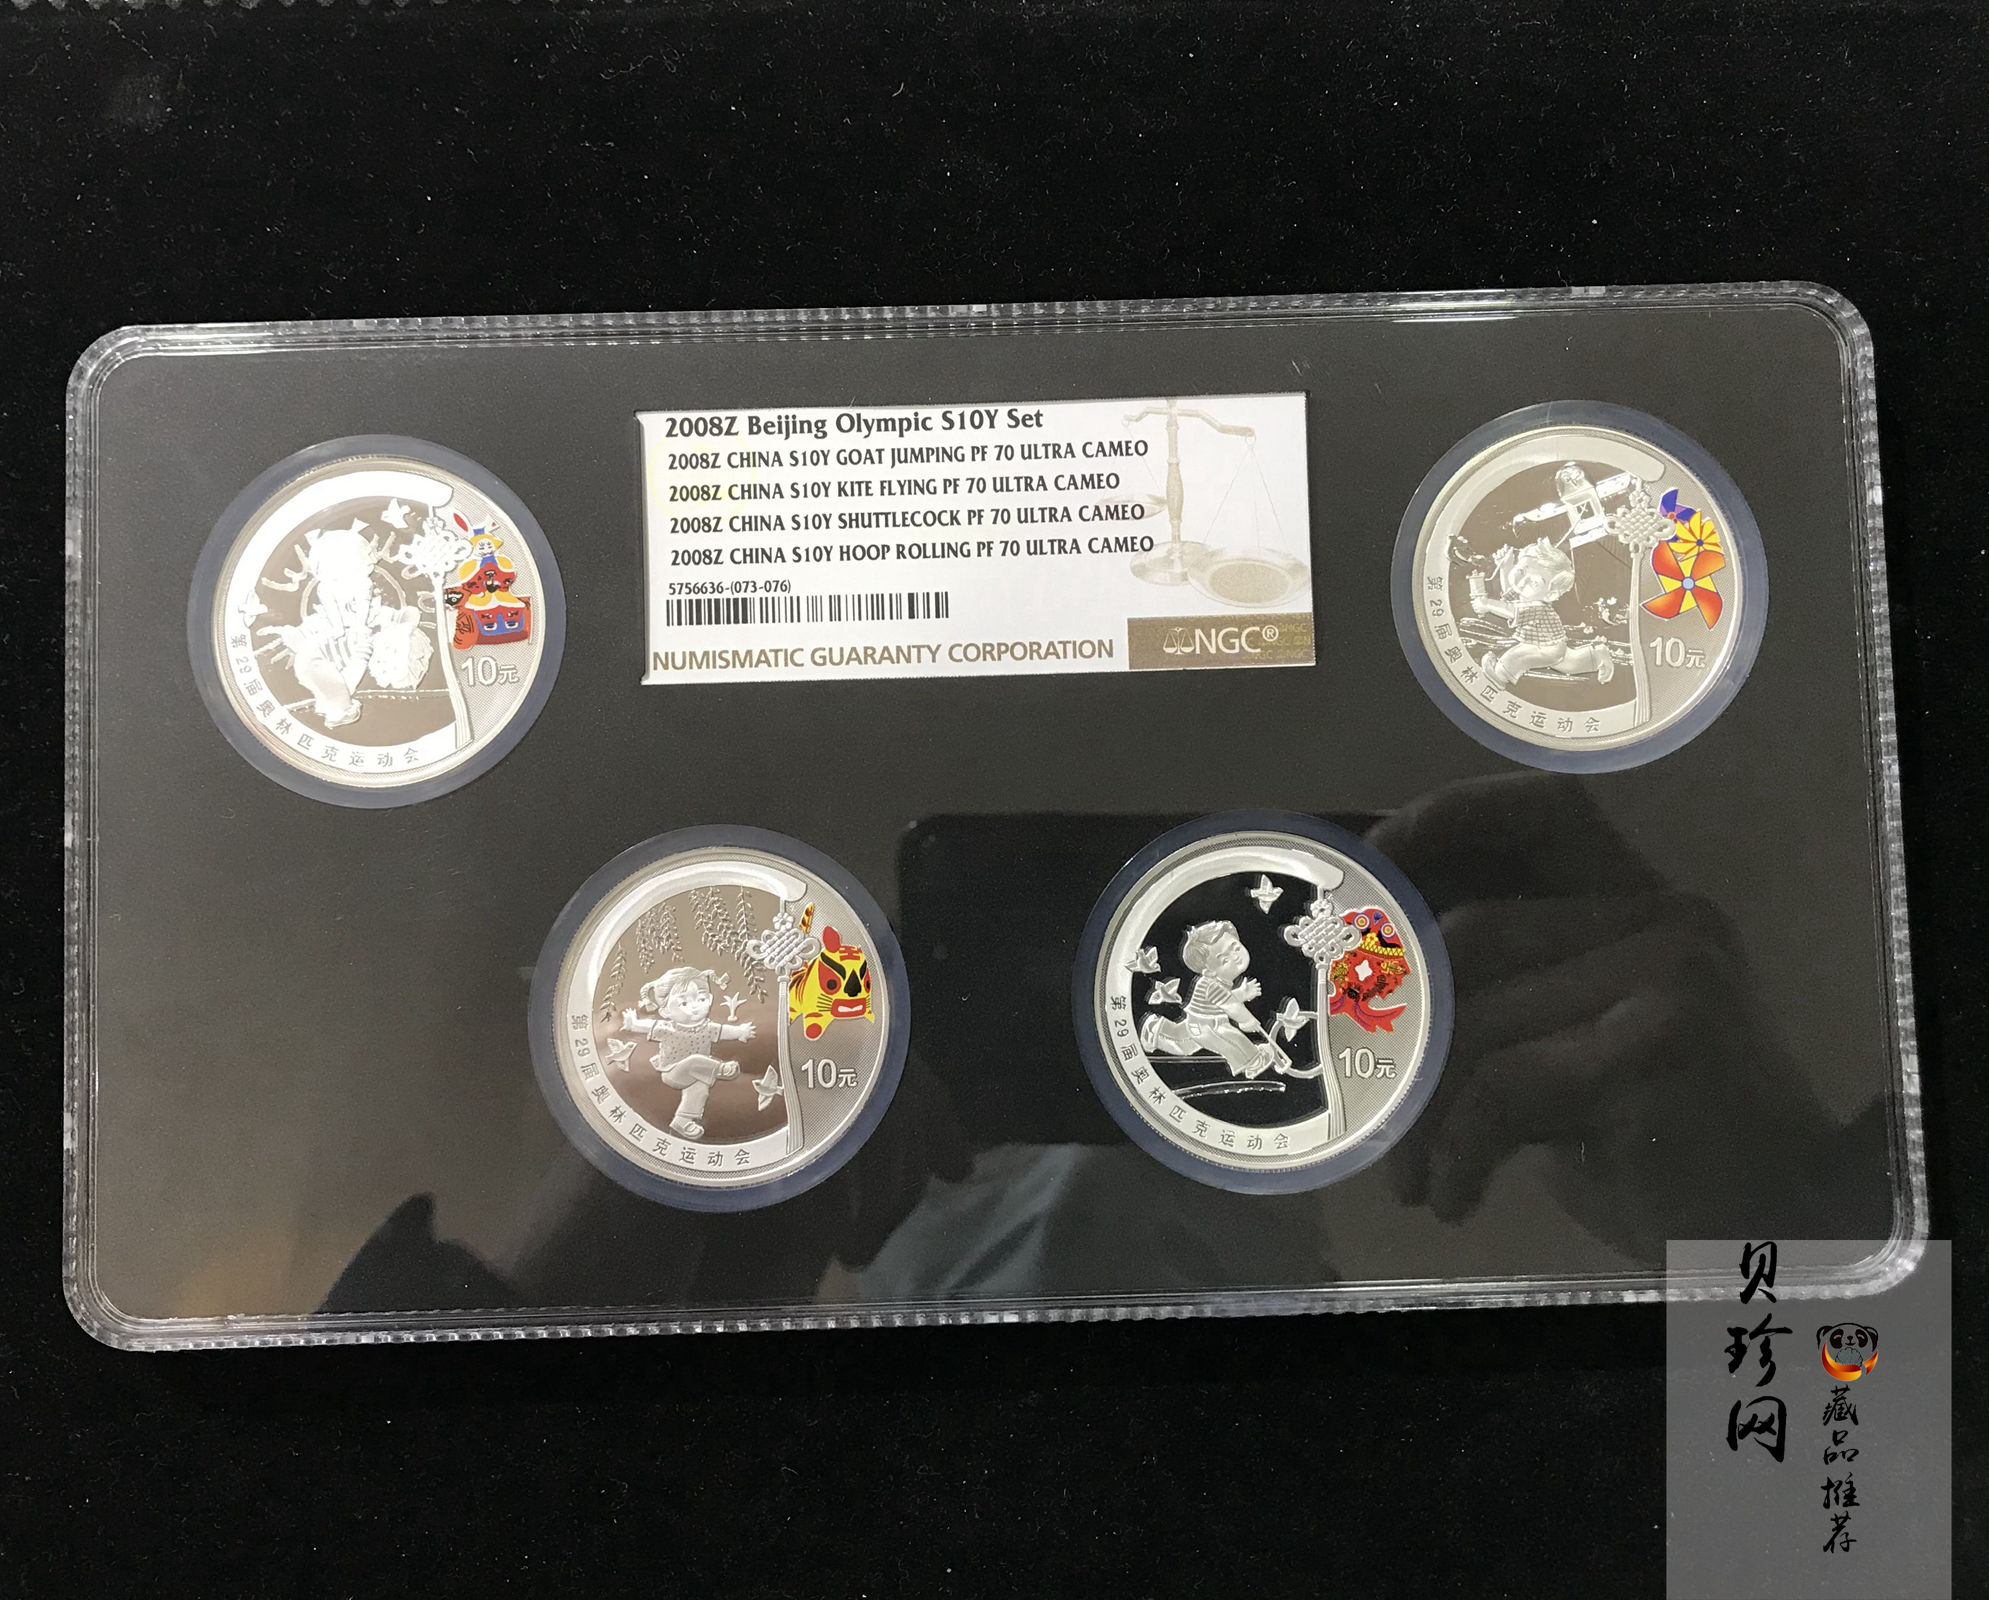 2008Z Beijing Olympic S10Y Set
2008Z CHINA S10Y GOAT JUMPING PF 70 ULTRA CAMEO
2008Z CHINA S10Y KITE FLYING PF 70 ULTRA CAMEO
2008Z CHINA S10Y SHUTTLECOCK PF 70 ULTRA CAMEO
2008Z CHINA S10Y HOOP ROLLING PF 70 ULTRA CAMEO
5756636-(073-076)
NUMISMATIC GUARANTY CORPORATION
NGC®
10元
第29届奥林匹克运动会
10元
第29届奥林匹克运动会
10元
第29届奥林匹克运动会
10元
第29届奥林匹克运动会
贝珍网
藏品推荐